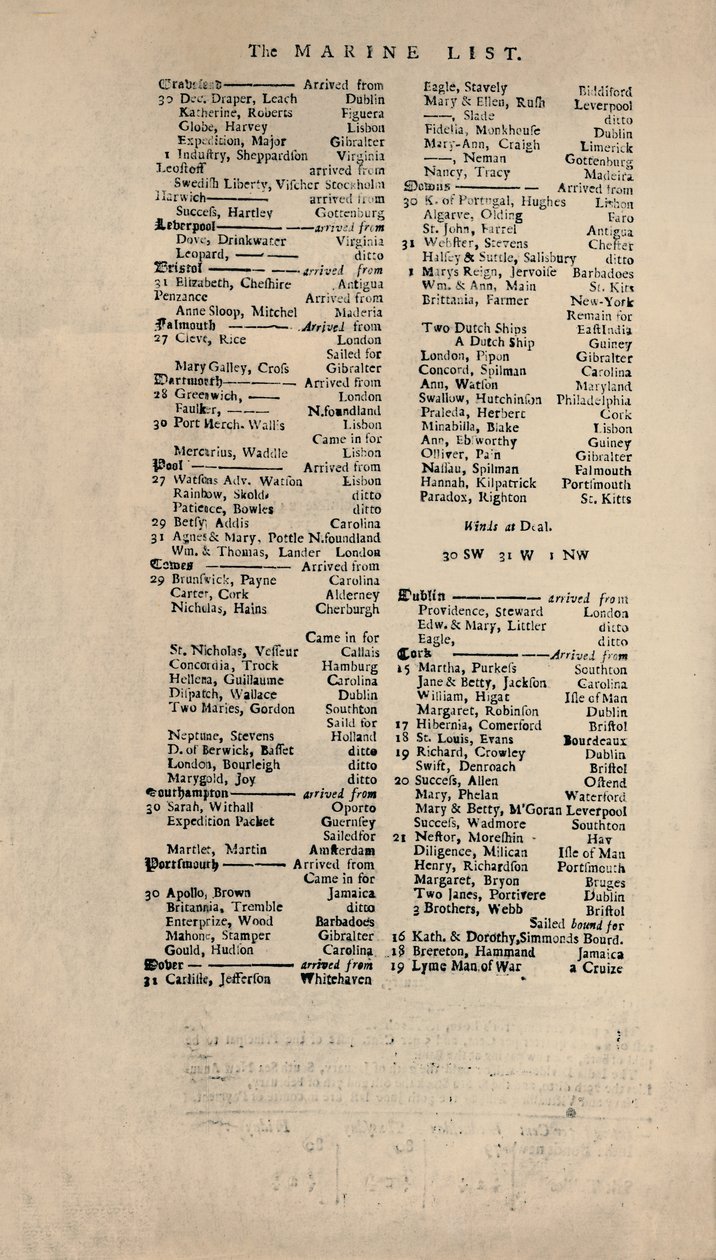 The MARINE LIST.
Gravesend——— Arrived from
30 Dec. Draper, Leach Dublin
Katherine, Roberts Figuera
Globe, Harvey Lisbon
Expedition, Major Gibralter
1 Induſtry, Sheppardſon Virginia
Leoſtoff arrived from
Swediſh Liberty, Viſcher Stockholm
Harwich——— arrived from
Succeſs, Hartley Gottenburg
Leberpool——— arrived from
Dove, Drinkwater Virginia
Leopard, —— ditto
Briſtol ——— arrived from
31 Elizabeth, Cheſhire Antigua
Penzance Arrived from
Anne Sloop, Mitchel Maderia
Falmouth ——— Arrived from
27 Cleve, Rice London
Sailed for
Mary Galley, Croſs Gibralter
Dartmouth——— Arrived from
28 Greenwich, —— London
Faulker, —— N.foundland
30 Port Merch. Wallis Lisbon
Came in for
Mercurius, Waddle Lisbon
Pool ——— Arrived from
27 Watſons Adv. Watſon Lisbon
Rainbow, Skolds ditto
Patience, Bowles ditto
29 Betſy, Addis Carolina
31 Agnes & Mary, Pottle N.foundland
Wm. & Thomas, Lander London
Cowes ——— Arrived from
29 Brunſwick, Payne Carolina
Carter, Cork Alderney
Nicholas, Hains Cherburgh
Came in for
St. Nicholas, Veſſeur Callais
Concordia, Trock Hamburg
Hellena, Guillaume Carolina
Diſpatch, Wallace Dublin
Two Maries, Gordon Southton
Saild for
Neptune, Stevens Holland
D. of Berwick, Baſſet ditto
London, Bourleigh ditto
Marygold, Joy ditto
Southampton——— arrived from
30 Sarah, Withall Oporto
Expedition Packet Guernſey
Sailedfor
Martlet, Martin Amſterdam
Portſmouth ——— Arrived from
Came in for
30 Apollo, Brown Jamaica
Britannia, Tremble ditto
Enterprize, Wood Barbadoes
Mahone, Stamper Gibralter
Gould, Hudſon Carolina
Dover ——— arrived from
31 Carliſle, Jefferſon Whitehaven
Eagle, Stavely Biddiford
Mary & Ellen, Ruſh Leverpool
——, Slade ditto
Fidelia, Monkhouſe Dublin
Mary-Ann, Craigh Limerick
——, Neman Gottenburg
Nancy, Tracy Madeira
Downs ——— Arrived from
30 K. of Portugal, Hughes Lisbon
Algarve, Olding Faro
St. John, Farrel Antigua
31 Webſter, Stevens Cheſter
Halſey & Suttle, Salisbury ditto
1 Marys Reign, Jervoiſe Barbadoes
Wm. & Ann, Main St. Kits
Brittania, Farmer New-York
Remain for
Two Dutch Ships EaſtIndia
A Dutch Ship Guiney
London, Pipon Gibralter
Concord, Spilman Carolina
Ann, Watſon Maryland
Swallow, Hutchinſon Philadelphia
Praleda, Herbert Cork
Minabilla, Blake Lisbon
Ann, Ebſworthy Guiney
Olliver, Pain Gibralter
Naſſau, Spilman Falmouth
Hannah, Kilpatrick Portſmouth
Paradox, Righton St. Kitts
Winds at Deal.
30 SW 31 W 1 NW
Dublin ——— arrived from
Providence, Steward London
Edw. & Mary, Littler ditto
Eagle, ditto
Cork ——— Arrived from
15 Martha, Purkeſs Southton
Jane & Betty, Jackſon Carolina
William, Higat Iſle of Man
Margaret, Robinſon Dublin
17 Hibernia, Comerford Briſtol
18 St. Louis, Evans Bourdeaux
19 Richard, Crowley Dublin
Swift, Denroach Briſtol
20 Succeſs, Allen Oſtend
Mary, Phelan Waterford
Mary & Betty, M'Goran Leverpool
Succeſs, Wadmore Southton
21 Neſtor, Moreſhin Hav
Diligence, Milican Iſle of Man
Henry, Richardſon Portſmouth
Margaret, Bryon Bruges
Two Janes, Portivere Dublin
3 Brothers, Webb Briſtol
Sailed bound for
16 Kath. & Dorothy, Simmonds Bourd.
18 Brereton, Hammand Jamaica
19 Lyme Man of War a Cruize